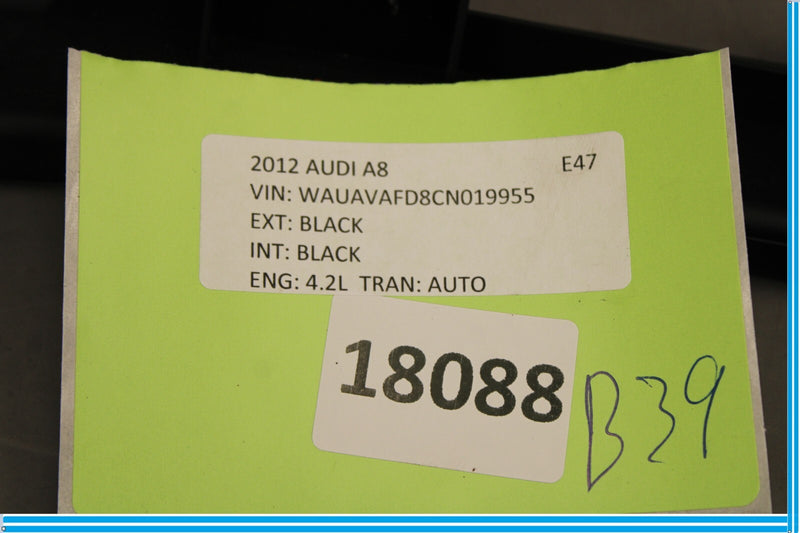 2012 AUDI A8 E47
VIN: WAUAVAFD8CN019955
EXT: BLACK
INT: BLACK
ENG: 4.2L TRAN: AUTO
18088
B39